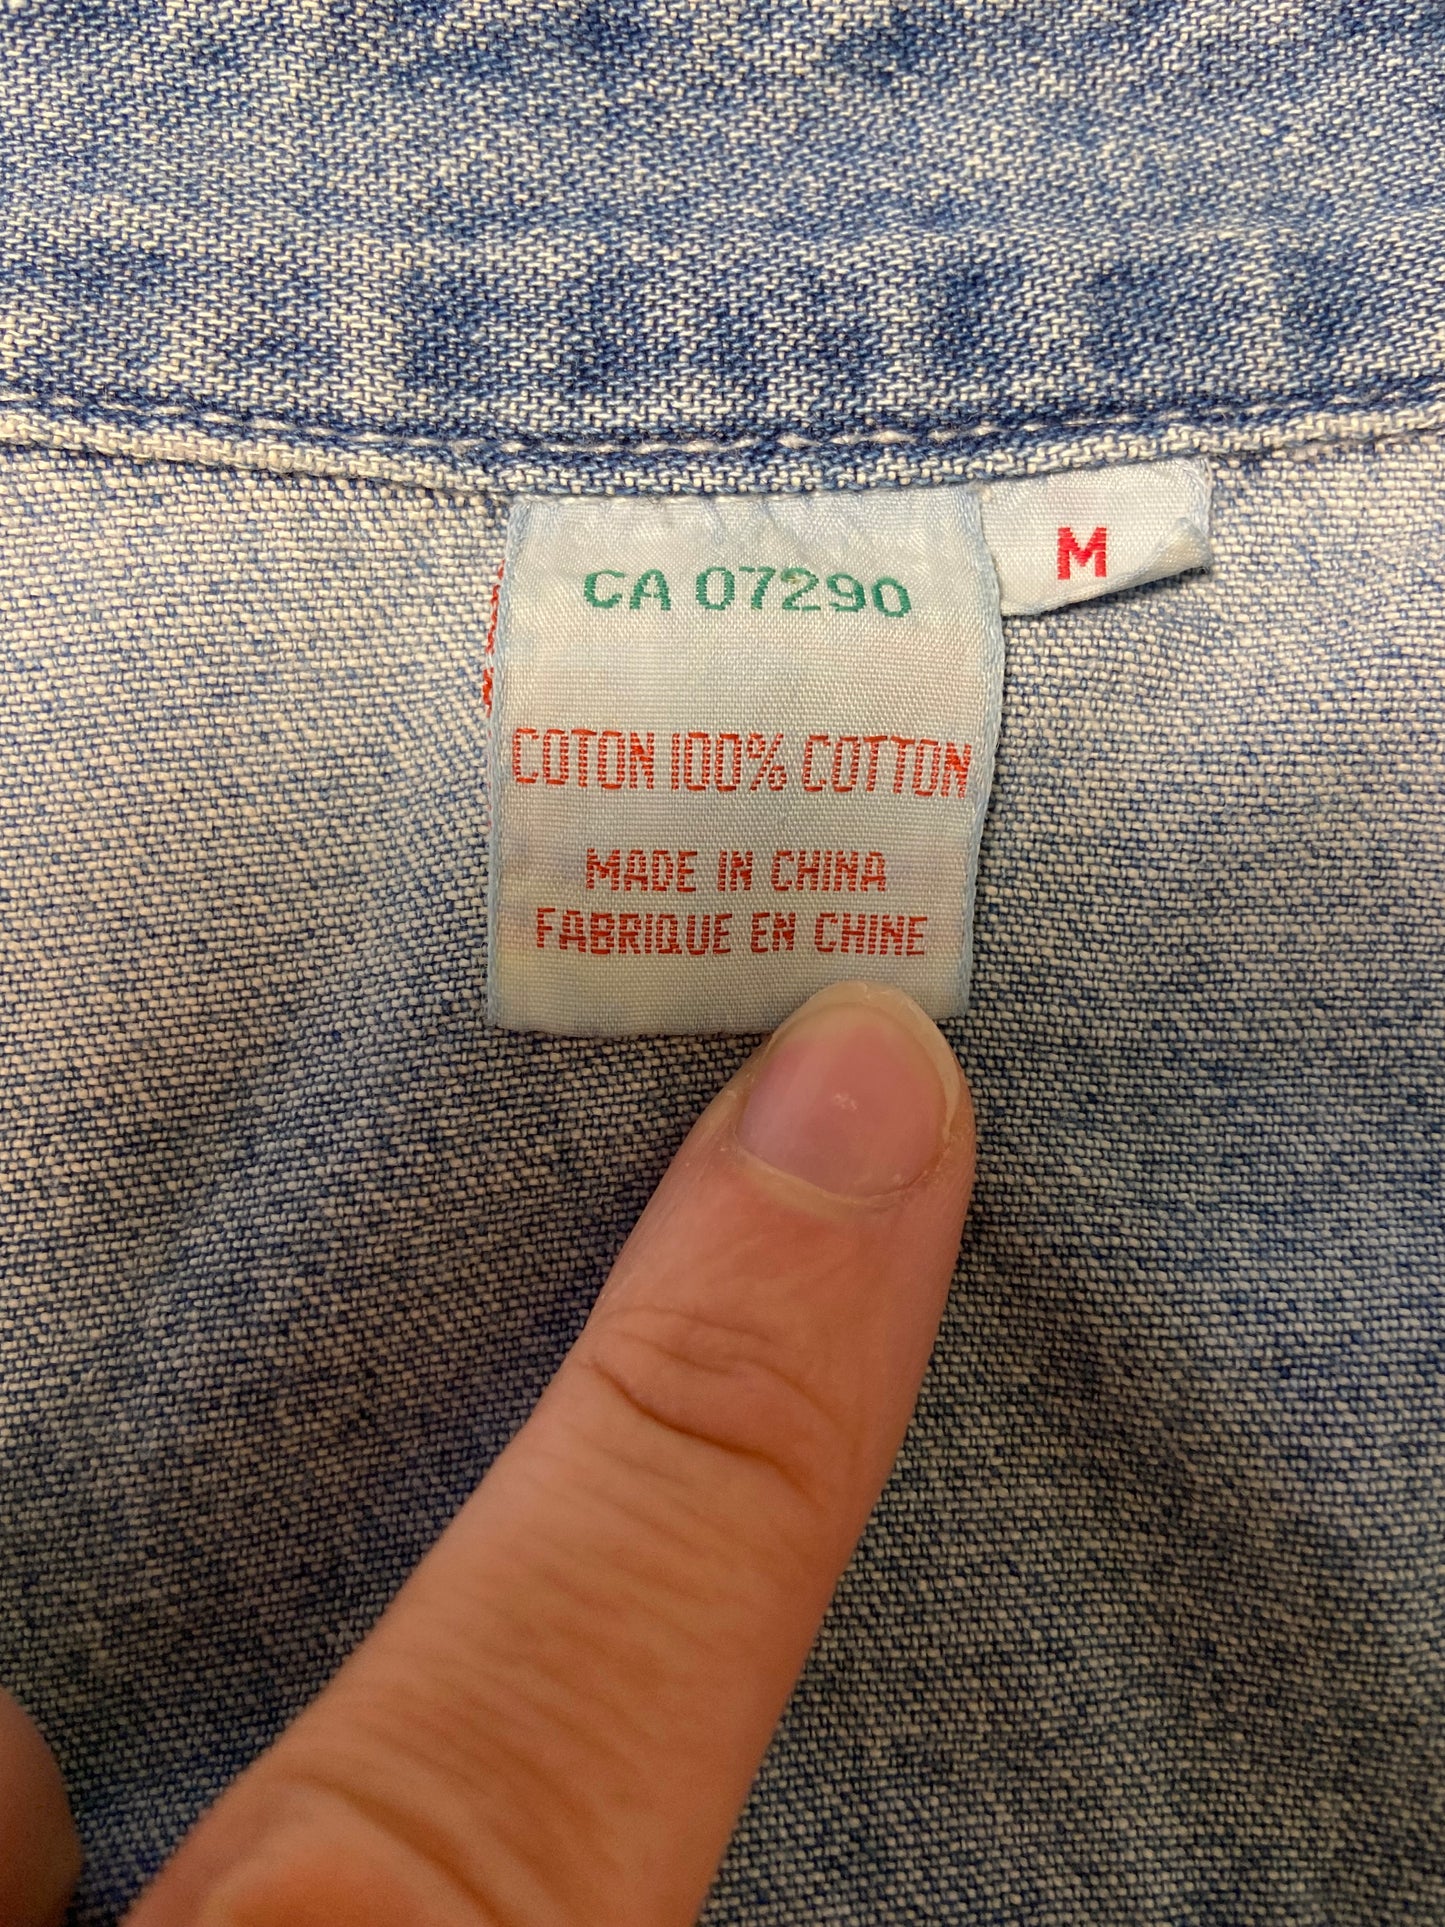 CA 07290
M
COTON 100% COTTON
MADE IN CHINA
FABRIQUE EN CHINE